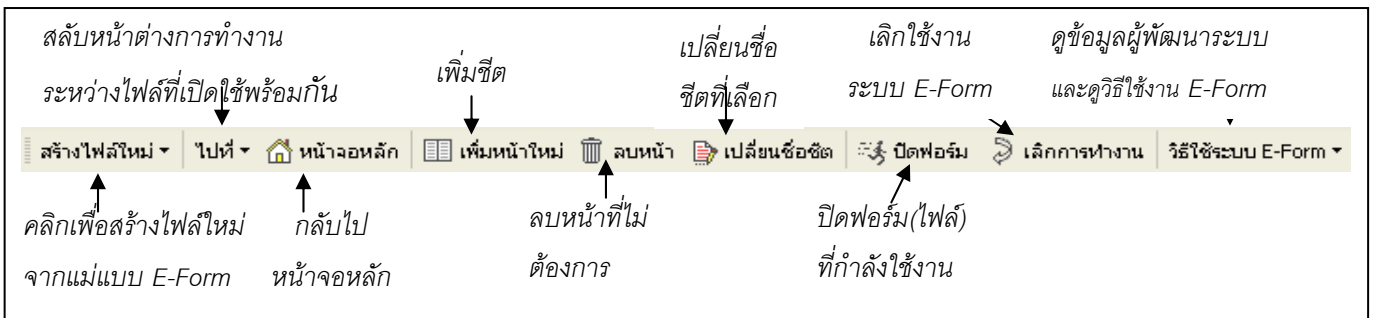 สลับหน้าต่างการทำงาน
ระหว่างไฟล์ที่เปิดใช้พร้อมกัน
เพิ่มชีต
เปลี่ยนชื่อ
ชีตที่เลือก
เลิกใช้งาน
ระบบ E-Form
ดูข้อมูลผู้พัฒนาระบบ
และดูวิธีใช้งาน E-Form
สร้างไฟล์ใหม่ ไปที่ หน้าจอหลัก เพิ่มหน้าใหม่ ลบหน้า เปลี่ยนชื่อชีต ปิดฟอร์ม เลิกการทำงาน วิธีใช้ระบบ E-Form
คลิกเพื่อสร้างไฟล์ใหม่
จากแม่แบบ E-Form
กลับไป
หน้าจอหลัก
ลบหน้าที่ไม่
ต้องการ
ปิดฟอร์ม(ไฟล์)
ที่กำลังใช้งาน